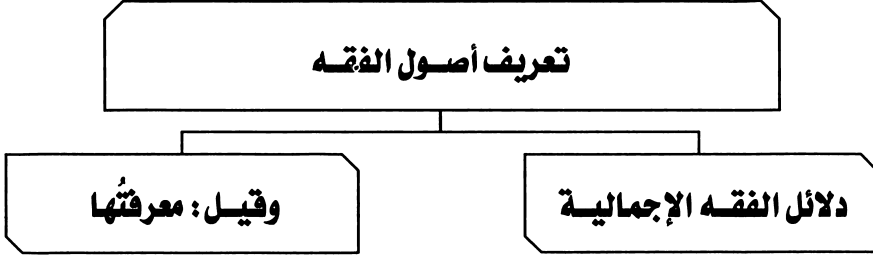 تعريف أصول الفقه
دلائل الفقه الإجمالية
وقيل: معرفتُها